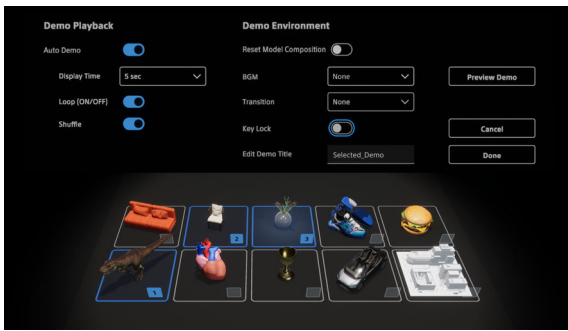 Demo Playback
Auto Demo
Display Time
5 sec
Loop (ON/OFF)
Shuffle
Demo Environment
Reset Model Composition
BGM
None
Transition
None
Key Lock
Edit Demo Title
Selected_Demo
Preview Demo
Cancel
Done
2
3
1